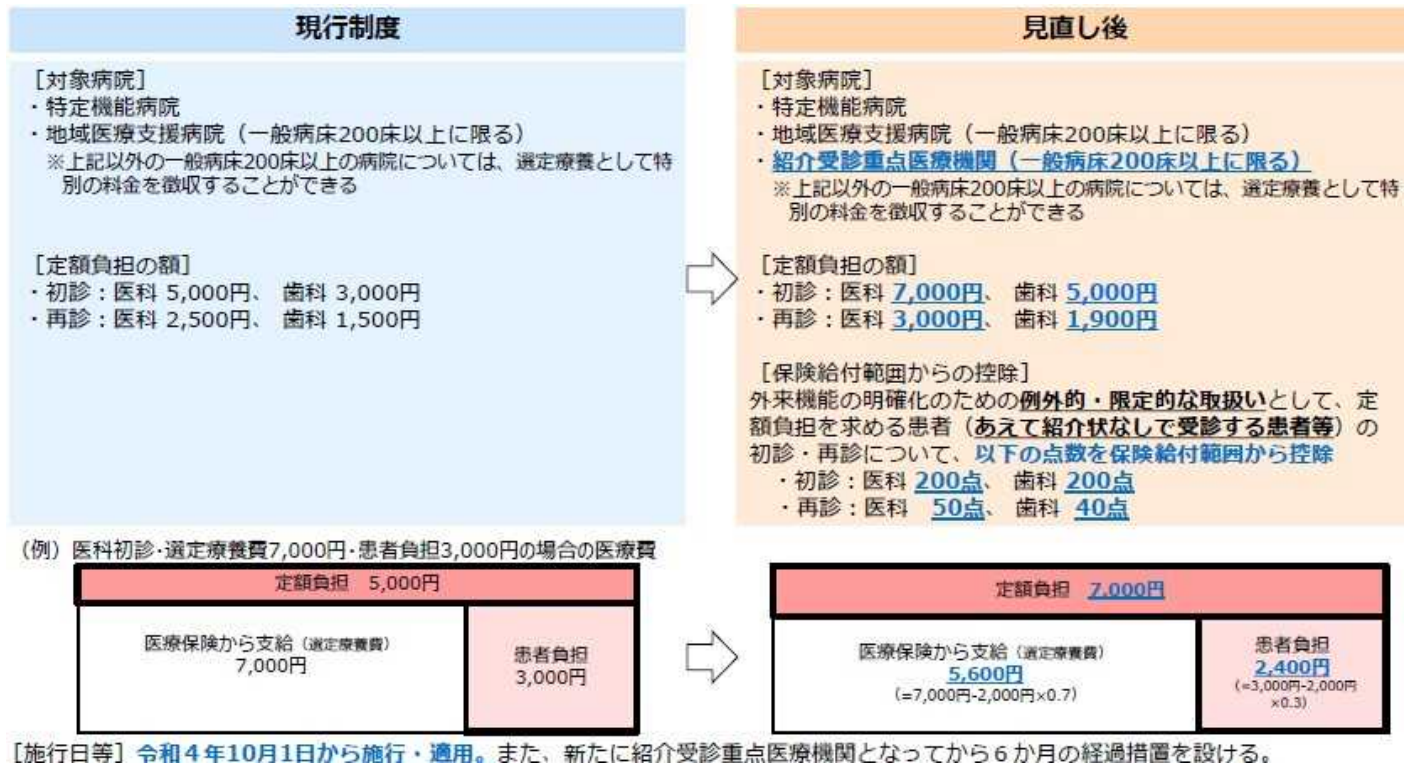 現行制度
[対象病院]
・特定機能病院
・地域医療支援病院（一般病床200床以上に限る）
※上記以外の一般病床200床以上の病院については、選定療養として特
別の料金を徴収することができる
[定額負担の額]
・初診：医科 5,000円、 歯科 3,000円
・再診：医科 2,500円、 歯科 1,500円
見直し後
[対象病院]
・特定機能病院
・地域医療支援病院（一般病床200床以上に限る）
・紹介受診重点医療機関（一般病床200床以上に限る）
※上記以外の一般病床200床以上の病院については、選定療養として特
別の料金を徴収することができる
[定額負担の額]
・初診：医科 7,000円、 歯科 5,000円
・再診：医科 3,000円、 歯科 1,900円
[保険給付範囲からの控除]
外来機能の明確化のための例外的・限定的な取扱いとして、定
額負担を求める患者（あえて紹介状なしで受診する患者等）の
初診・再診について、以下の点数を保険給付範囲から控除
・初診：医科 200点、 歯科 200点
・再診：医科 50点、 歯科 40点
（例）医科初診・選定療養費7,000円・患者負担3,000円の場合の医療費
定額負担 5,000円
医療保険から支給（選定療養費）
7,000円
患者負担
3,000円
定額負担 7,000円
医療保険から支給（選定療養費）
5,600円
(=7,000円-2,000円×0.7)
患者負担
2,400円
(=3,000円-2,000円
×0.3)
[施行日等] 令和４年10月1日から施行・適用。また、新たに紹介受診重点医療機関となってから６か月の経過措置を設ける。